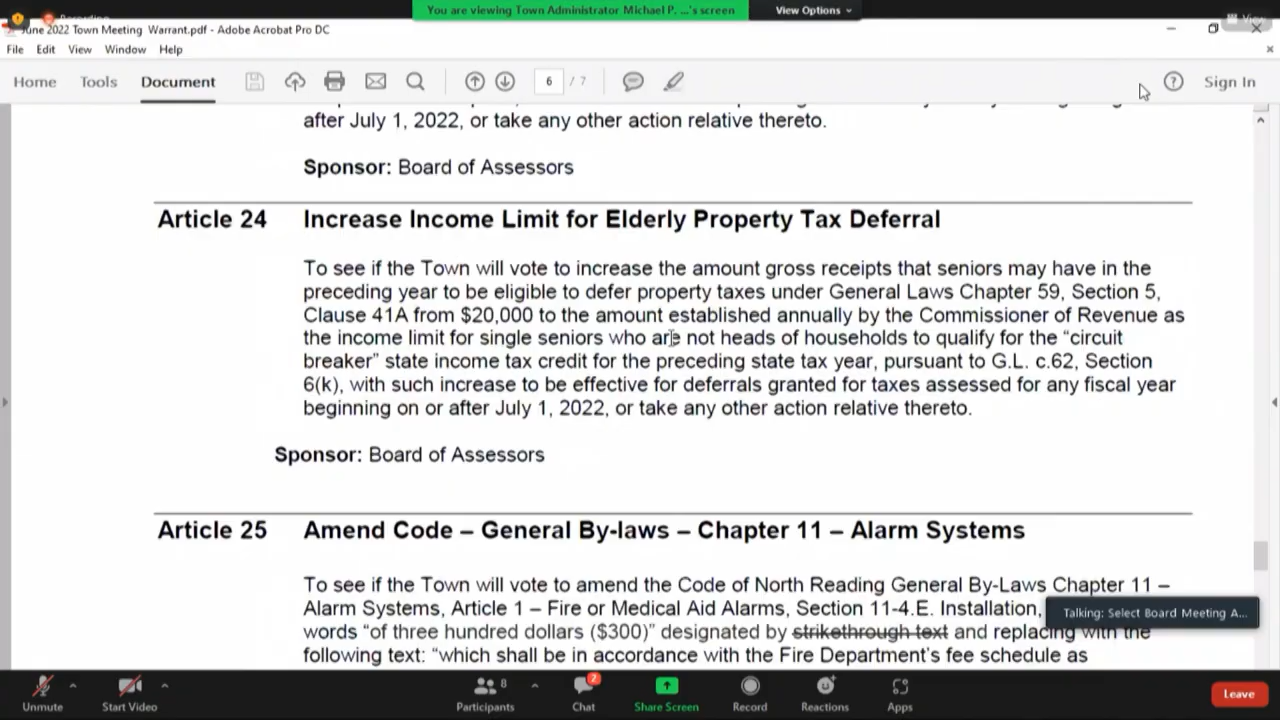 You are viewing Town Administrator Michael P. ...'s screen
View Options
View
June 2022 Town Meeting Warrant.pdf - Adobe Acrobat Pro DC
File Edit View Window Help
Home Tools Document 6 / 7 Sign In
after July 1, 2022, or take any other action relative thereto.
Sponsor: Board of Assessors
Article 24 Increase Income Limit for Elderly Property Tax Deferral
To see if the Town will vote to increase the amount gross receipts that seniors may have in the
preceding year to be eligible to defer property taxes under General Laws Chapter 59, Section 5,
Clause 41A from $20,000 to the amount established annually by the Commissioner of Revenue as
the income limit for single seniors who are not heads of households to qualify for the “circuit
breaker” state income tax credit for the preceding state tax year, pursuant to G.L. c.62, Section
6(k), with such increase to be effective for deferrals granted for taxes assessed for any fiscal year
beginning on or after July 1, 2022, or take any other action relative thereto.
Sponsor: Board of Assessors
Article 25 Amend Code – General By-laws – Chapter 11 – Alarm Systems
To see if the Town will vote to amend the Code of North Reading General By-Laws Chapter 11 –
Alarm Systems, Article 1 – Fire or Medical Aid Alarms, Section 11-4.E. Installation,
Talking: Select Board Meeting A...
words “of three hundred dollars ($300)” designated by strikethrough text and replacing with the
following text: “which shall be in accordance with the Fire Department’s fee schedule as
8
2
Unmute Start Video Participants Chat Share Screen Record Reactions Apps Leave